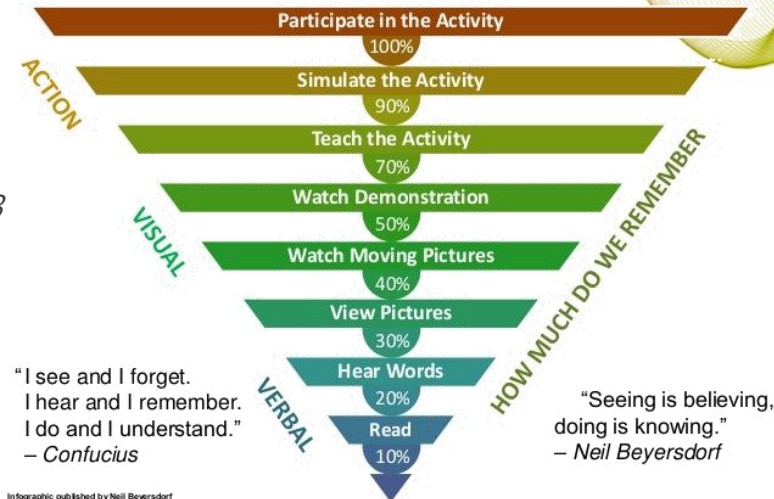 Participate in the Activity
100%
Simulate the Activity
90%
Teach the Activity
70%
Watch Demonstration
50%
Watch Moving Pictures
40%
View Pictures
30%
Hear Words
20%
Read
10%
ACTION
VISUAL
VERBAL
HOW MUCH DO WE REMEMBER
“I see and I forget.
I hear and I remember.
I do and I understand.”
– Confucius
“Seeing is believing,
doing is knowing.”
– Neil Beyersdorf
Infographic published by Neil Beyersdorf